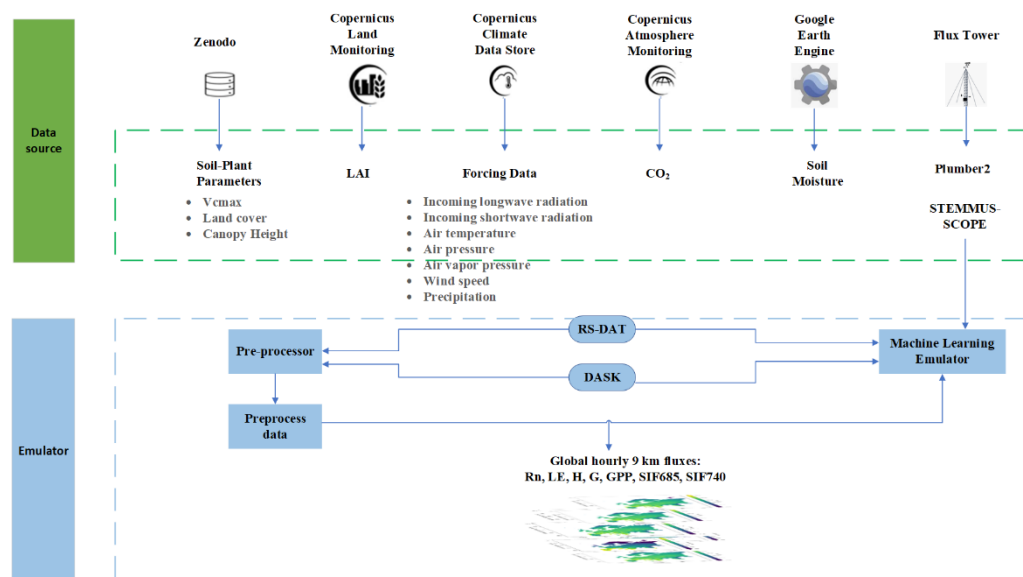 Zenodo
Copernicus
Land
Monitoring
Copernicus
Climate
Data Store
Copernicus
Atmosphere
Monitoring
Google
Earth
Engine
Flux Tower
Data
source
Soil-Plant
Parameters
• Vcmax
• Land cover
• Canopy Height
LAI
Forcing Data
• Incoming longwave radiation
• Incoming shortwave radiation
• Air temperature
• Air pressure
• Air vapor pressure
• Wind speed
• Precipitation
CO₂
Soil
Moisture
Plumber2
STEMMUS-
SCOPE
Emulator
Pre-processor
RS-DAT
DASK
Machine Learning
Emulator
Preprocess
data
Global hourly 9 km fluxes:
Rn, LE, H, G, GPP, SIF685, SIF740